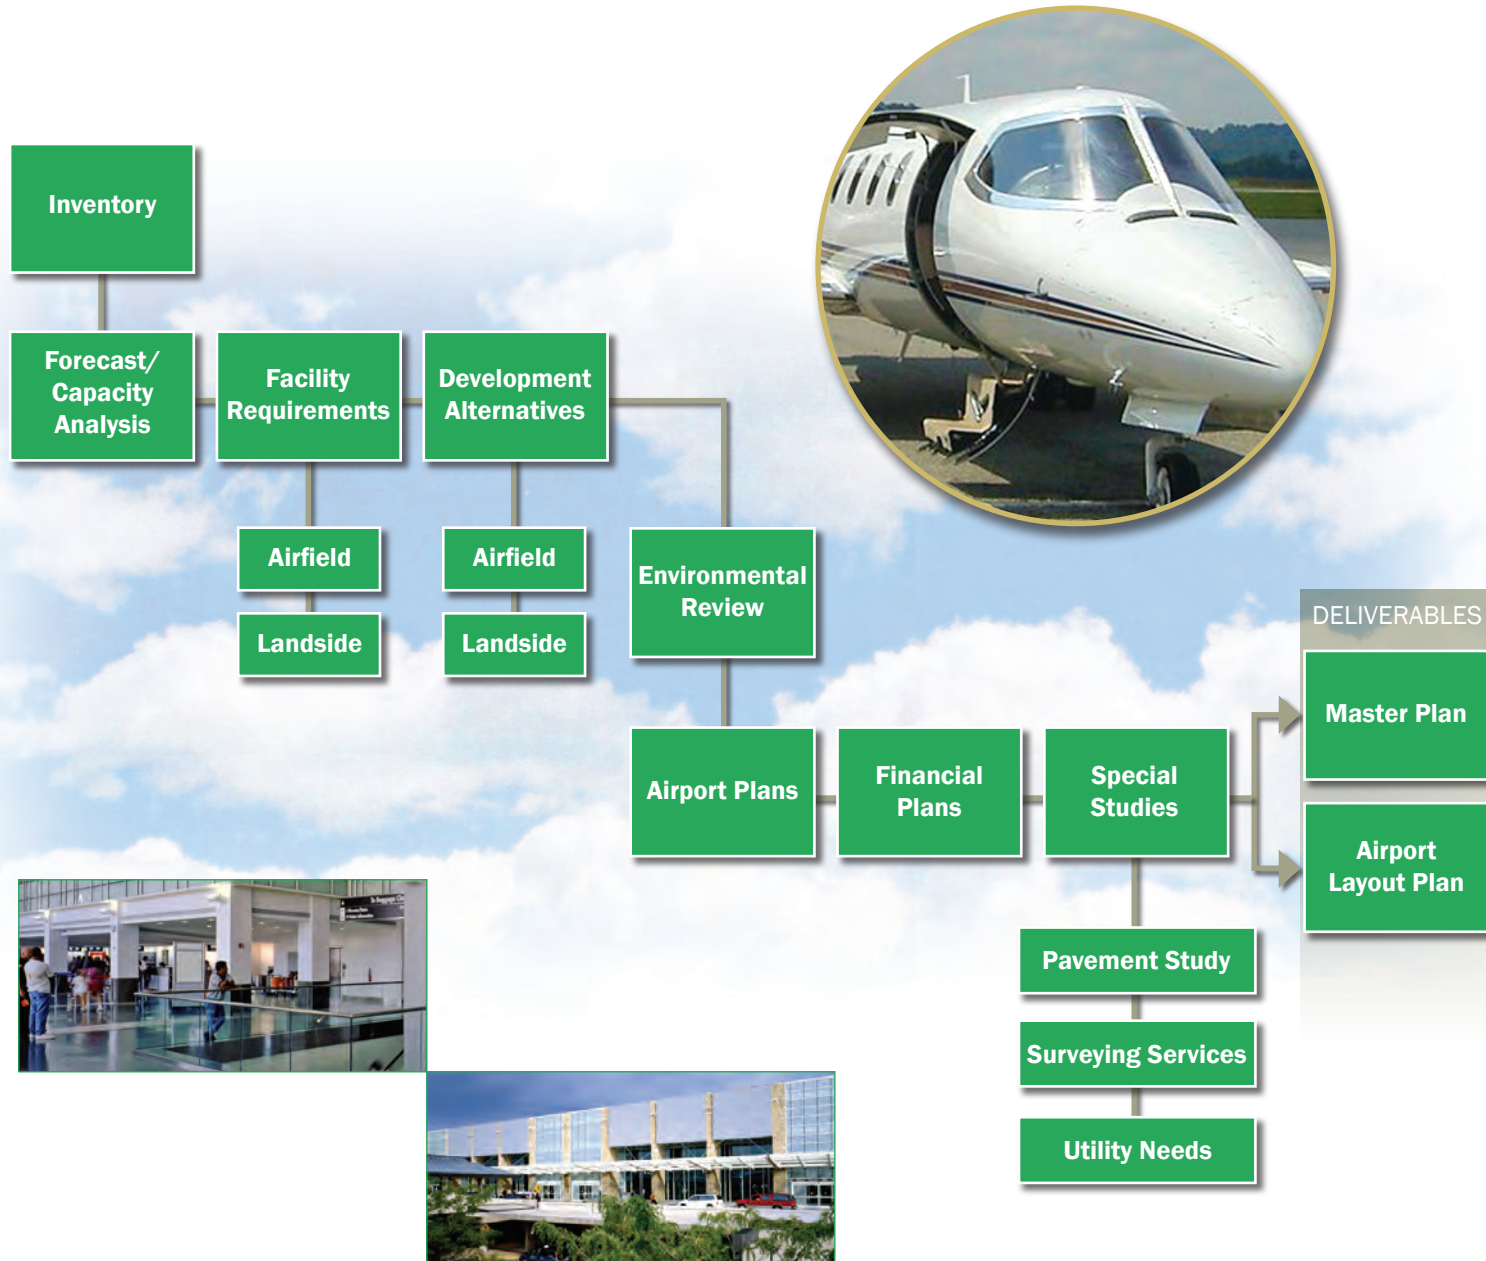 Inventory
Forecast/
Capacity
Analysis
Facility
Requirements
Development
Alternatives
Airfield
Landside
Airfield
Landside
Environmental
Review
Airport Plans
Financial
Plans
Special
Studies
Pavement Study
Surveying Services
Utility Needs
DELIVERABLES
Master Plan
Airport
Layout Plan